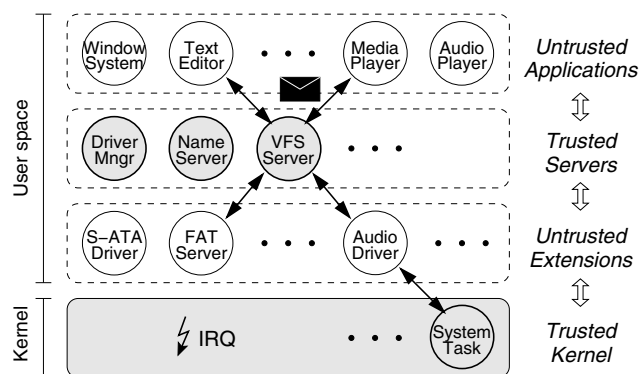 User space
Window
System
Text
Editor
Media
Player
Audio
Player
Untrusted
Applications
Driver
Mngr
Name
Server
VFS
Server
Trusted
Servers
S-ATA
Driver
FAT
Server
Audio
Driver
Untrusted
Extensions
Kernel
IRQ
System
Task
Trusted
Kernel